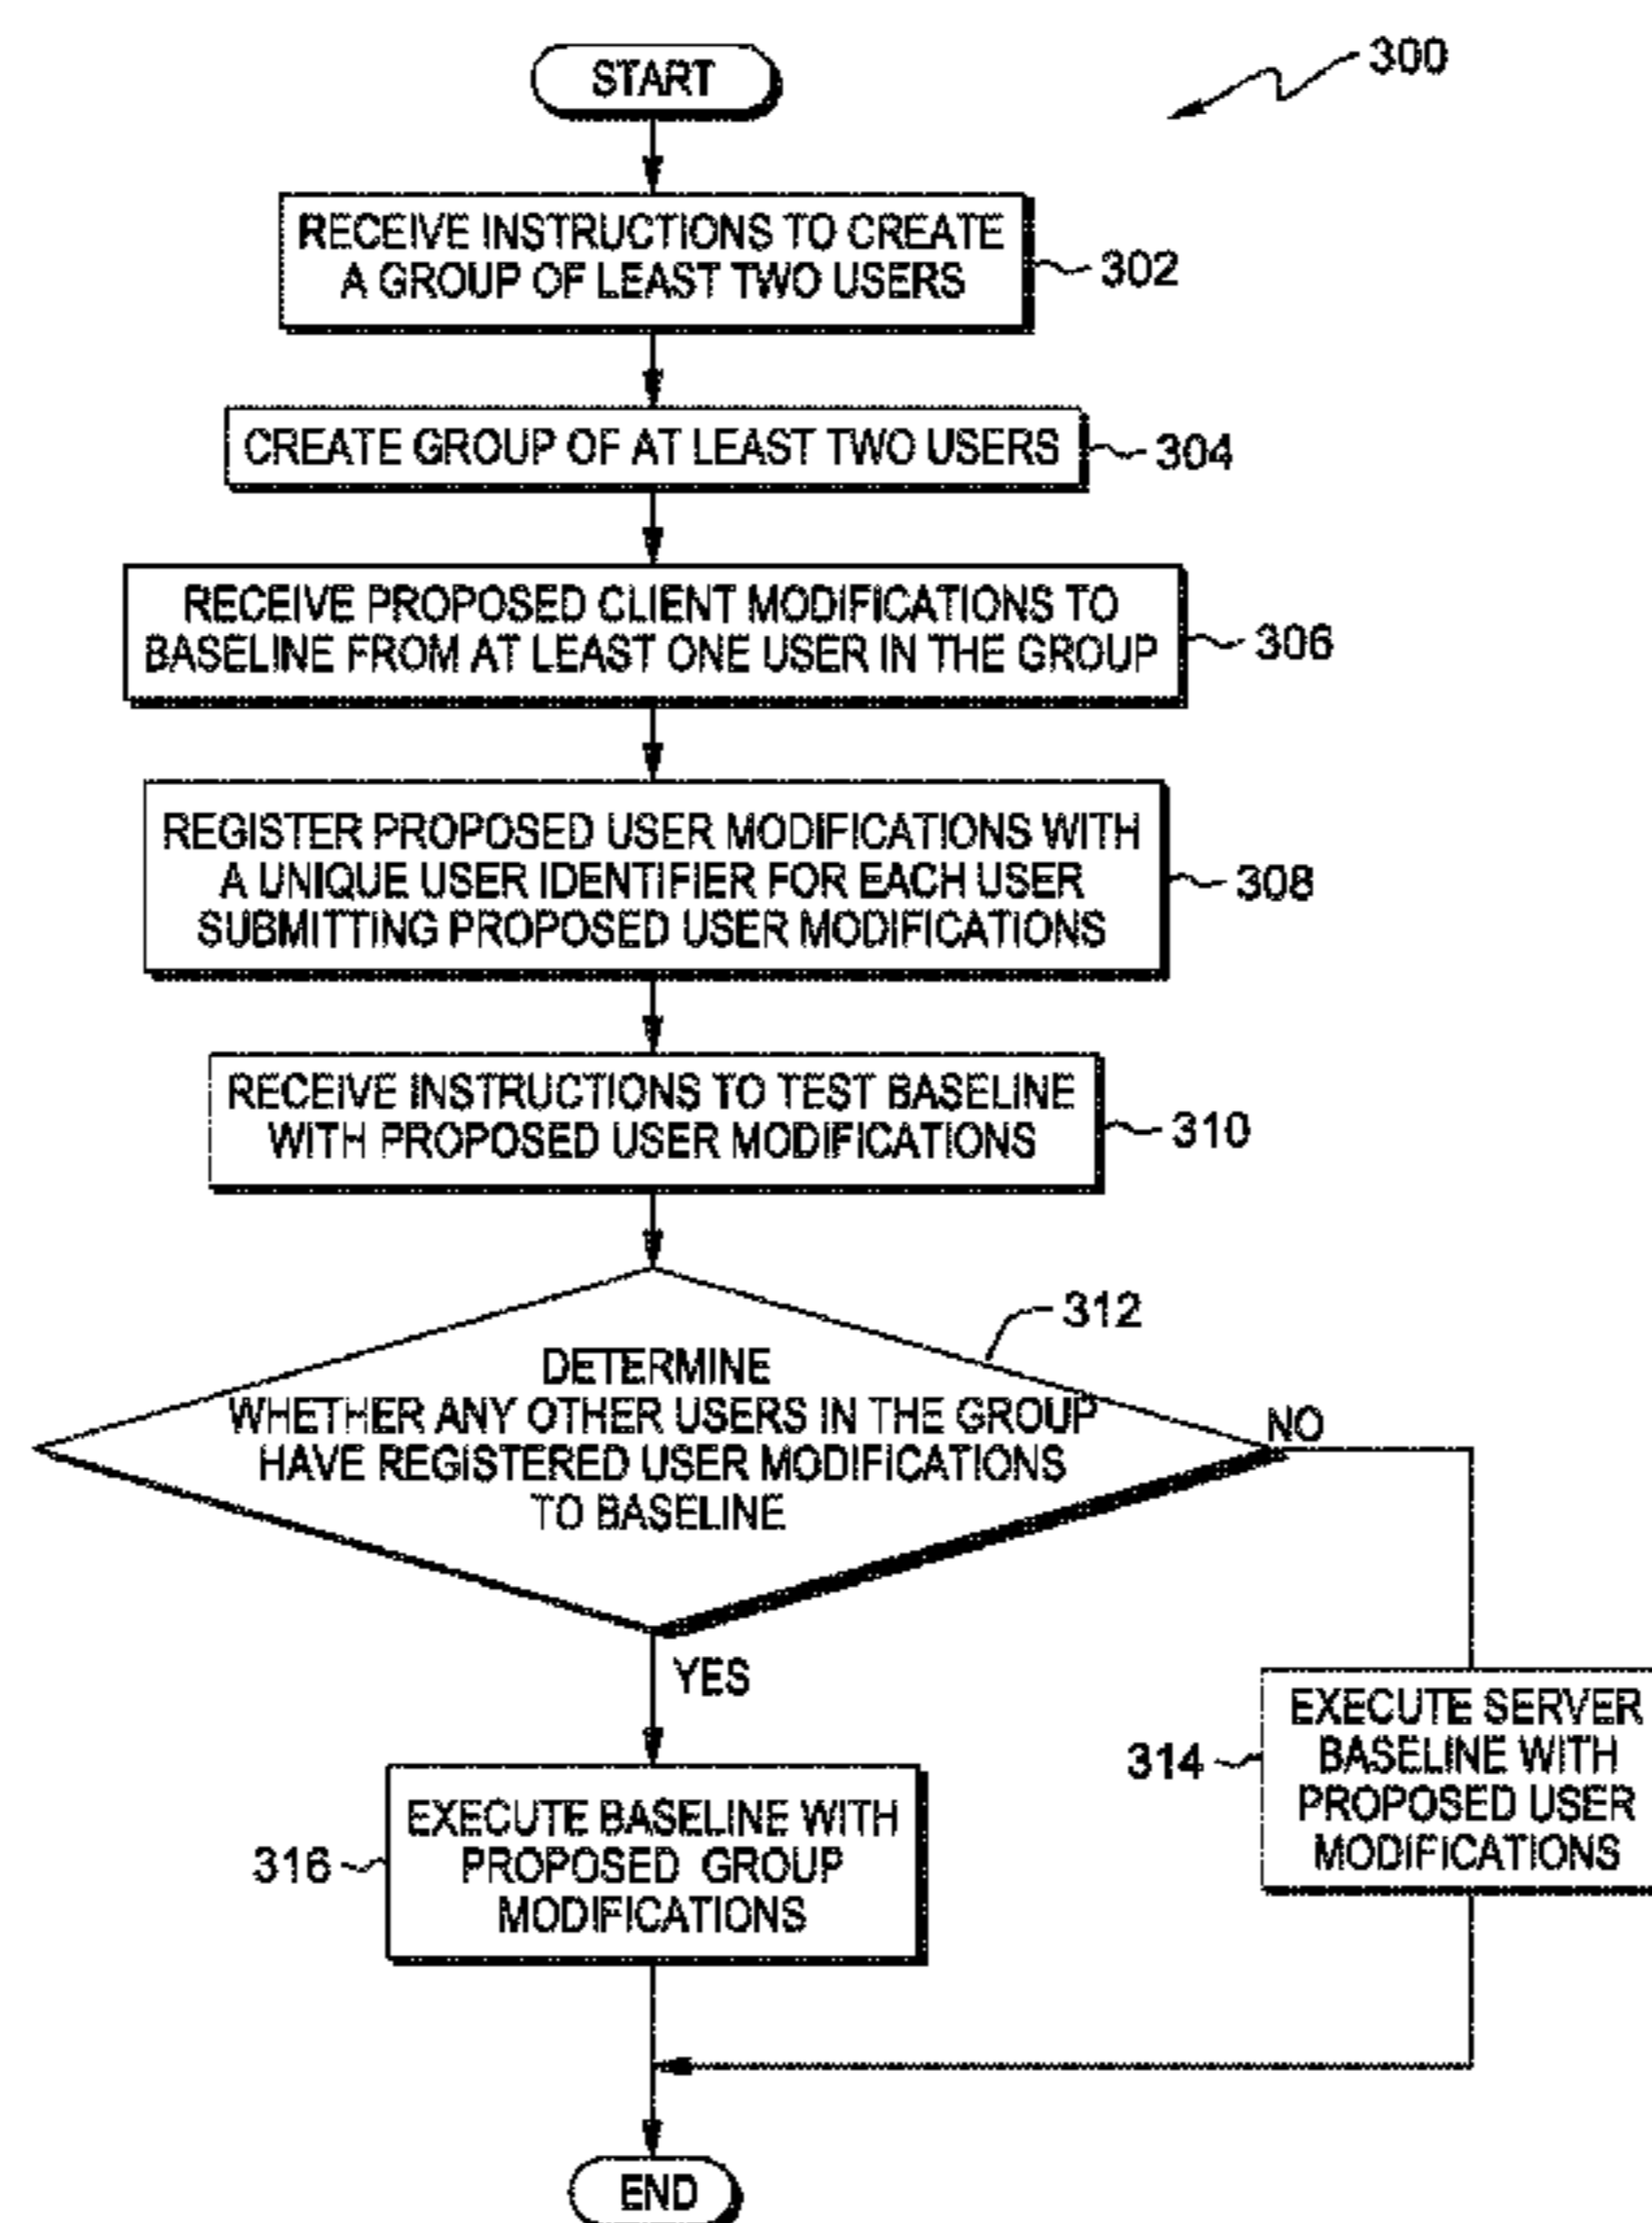 START
300
RECEIVE INSTRUCTIONS TO CREATE
A GROUP OF LEAST TWO USERS
302
CREATE GROUP OF AT LEAST TWO USERS
304
RECEIVE PROPOSED CLIENT MODIFICATIONS TO
BASELINE FROM AT LEAST ONE USER IN THE GROUP
306
REGISTER PROPOSED USER MODIFICATIONS WITH
A UNIQUE USER IDENTIFIER FOR EACH USER
SUBMITTING PROPOSED USER MODIFICATIONS
308
RECEIVE INSTRUCTIONS TO TEST BASELINE
WITH PROPOSED USER MODIFICATIONS
310
312
DETERMINE
WHETHER ANY OTHER USERS IN THE GROUP
HAVE REGISTERED USER MODIFICATIONS
TO BASELINE
NO
YES
314
EXECUTE SERVER
BASELINE WITH
PROPOSED USER
MODIFICATIONS
316
EXECUTE BASELINE WITH
PROPOSED GROUP
MODIFICATIONS
END